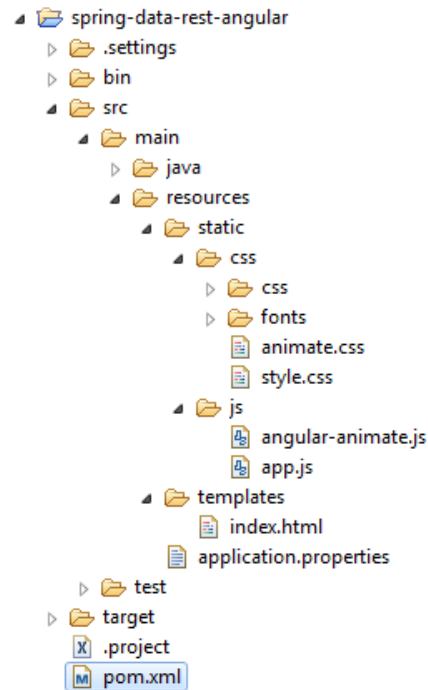 spring-data-rest-angular
.settings
bin
src
main
java
resources
static
css
css
fonts
animate.css
style.css
js
angular-animate.js
app.js
templates
index.html
application.properties
test
target
.project
pom.xml